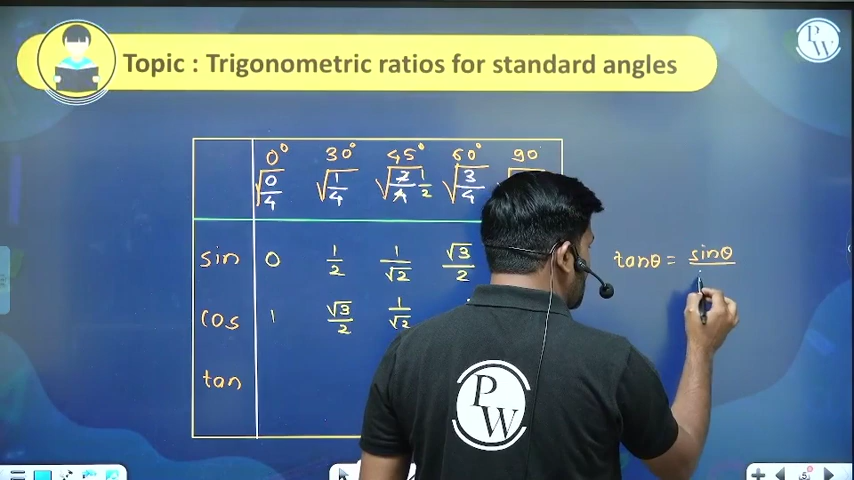 Topic : Trigonometric ratios for standard angles
PW
0° 30° 45° 60° 90
√0/4 √1/4 √2/4 1/2 √3/4
sin 0 1/2 1/√2 √3/2
tanθ = sinθ
cos 1 √3/2 1/√2
tan
PW